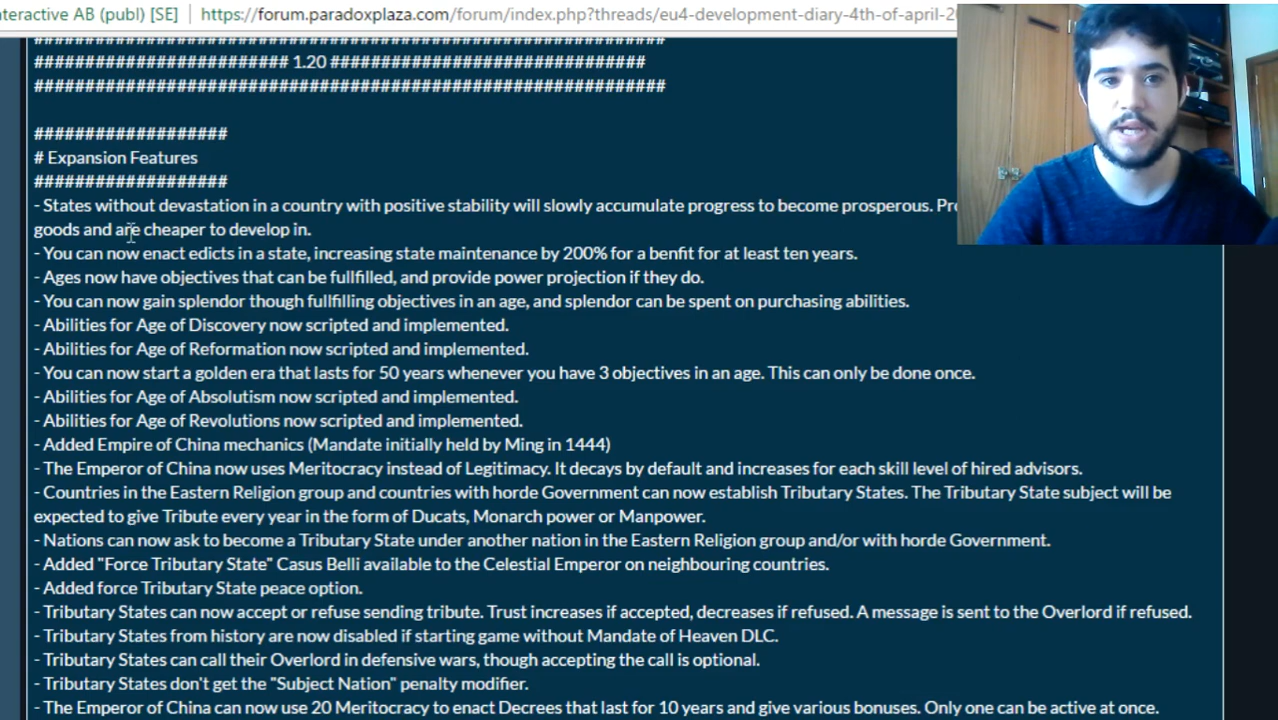 nteractive AB (publ) [SE] https://forum.paradoxplaza.com/forum/index.php?threads/eu4-development-diary-4th-of-april-2
######################### 1.20 ###############################
##############################################################
###################
# Expansion Features
###################
- States without devastation in a country with positive stability will slowly accumulate progress to become prosperous. Pr
goods and are cheaper to develop in.
- You can now enact edicts in a state, increasing state maintenance by 200% for a benfit for at least ten years.
- Ages now have objectives that can be fullfilled, and provide power projection if they do.
- You can now gain splendor though fullfilling objectives in an age, and splendor can be spent on purchasing abilities.
- Abilities for Age of Discovery now scripted and implemented.
- Abilities for Age of Reformation now scripted and implemented.
- You can now start a golden era that lasts for 50 years whenever you have 3 objectives in an age. This can only be done once.
- Abilities for Age of Absolutism now scripted and implemented.
- Abilities for Age of Revolutions now scripted and implemented.
- Added Empire of China mechanics (Mandate initially held by Ming in 1444)
- The Emperor of China now uses Meritocracy instead of Legitimacy. It decays by default and increases for each skill level of hired advisors.
- Countries in the Eastern Religion group and countries with horde Government can now establish Tributary States. The Tributary State subject will be
expected to give Tribute every year in the form of Ducats, Monarch power or Manpower.
- Nations can now ask to become a Tributary State under another nation in the Eastern Religion group and/or with horde Government.
- Added "Force Tributary State" Casus Belli available to the Celestial Emperor on neighbouring countries.
- Added force Tributary State peace option.
- Tributary States can now accept or refuse sending tribute. Trust increases if accepted, decreases if refused. A message is sent to the Overlord if refused.
- Tributary States from history are now disabled if starting game without Mandate of Heaven DLC.
- Tributary States can call their Overlord in defensive wars, though accepting the call is optional.
- Tributary States don't get the "Subject Nation" penalty modifier.
- The Emperor of China can now use 20 Meritocracy to enact Decrees that last for 10 years and give various bonuses. Only one can be active at once.